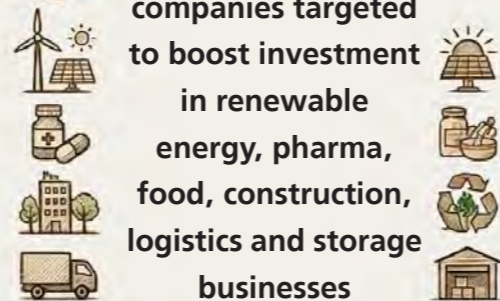 companies targeted
to boost investment
in renewable
energy, pharma,
food, construction,
logistics and storage
businesses